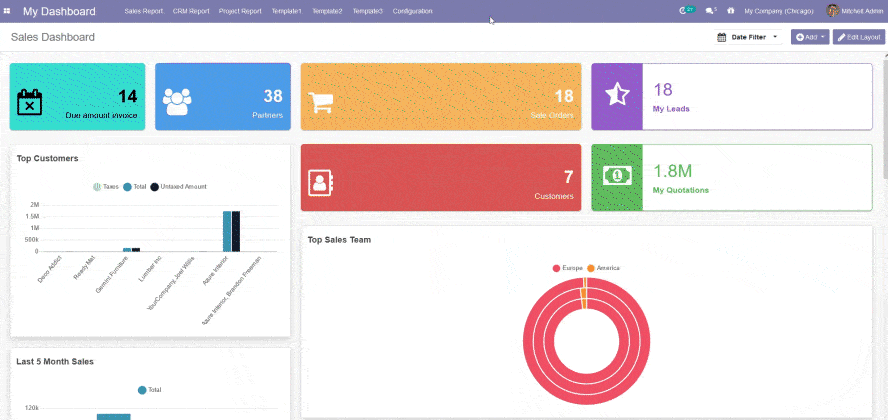 My Dashboard Sales Report CRM Report Project Report Template1 Template2 Template3 Configuration My Company (Chicago) Mitchell Admin
Sales Dashboard Date Filter Add Edit Layout
14
Due amount invoice
38
Partners
18
Sale Orders
18
My Leads
7
Customers
1.8M
My Quotations
Top Customers
Taxes Total Untaxed Amount
2M
1.5M
1M
500k
0
Deco Addict
Ready Mat
Gemini Furniture
Lumber Inc
YourCompany, Joel Willis
Azure Interior
Azure Interior, Brandon Freeman
Top Sales Team
Europe America
Last 5 Month Sales
Total
120k